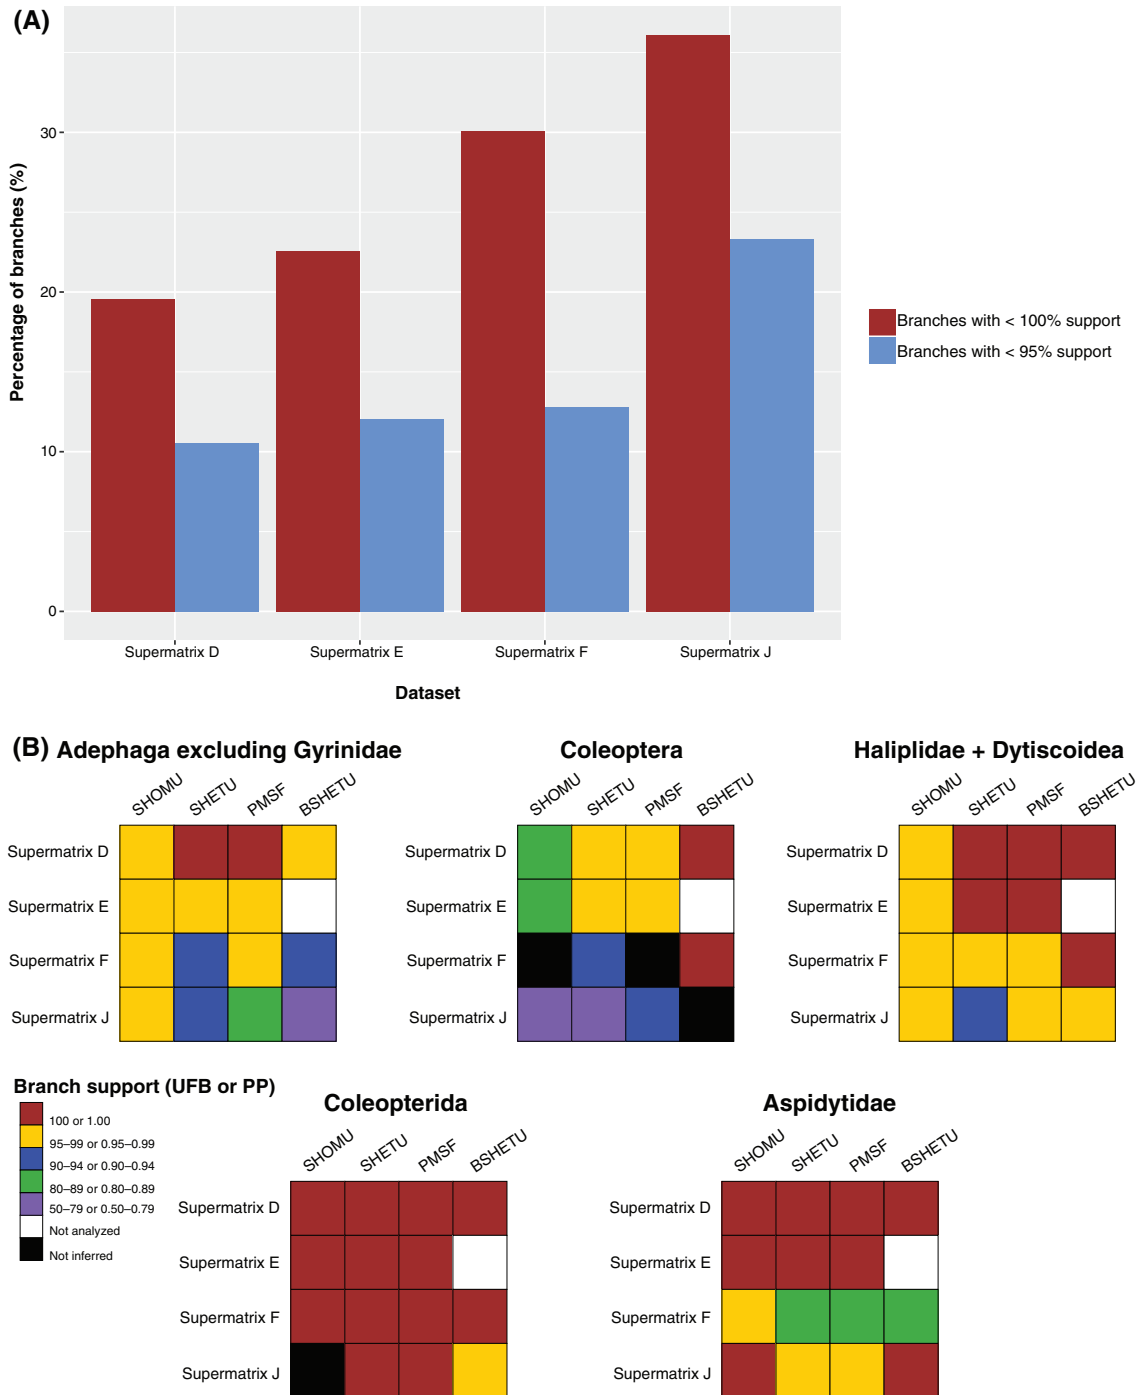 (A)
Percentage of branches (%)
30
20
10
0
Supermatrix D Supermatrix E Supermatrix F Supermatrix J
Dataset
Branches with < 100% support
Branches with < 95% support
(B) Adephaga excluding Gyrinidae
SHOMU SHETU PMSF BSHETU
Supermatrix D
Supermatrix E
Supermatrix F
Supermatrix J
Coleoptera
SHOMU SHETU PMSF BSHETU
Supermatrix D
Supermatrix E
Supermatrix F
Supermatrix J
Haliplidae + Dytiscoidea
SHOMU SHETU PMSF BSHETU
Supermatrix D
Supermatrix E
Supermatrix F
Supermatrix J
Branch support (UFB or PP)
100 or 1.00
95–99 or 0.95–0.99
90–94 or 0.90–0.94
80–89 or 0.80–0.89
50–79 or 0.50–0.79
Not analyzed
Not inferred
Coleopterida
SHOMU SHETU PMSF BSHETU
Supermatrix D
Supermatrix E
Supermatrix F
Supermatrix J
Aspidytidae
SHOMU SHETU PMSF BSHETU
Supermatrix D
Supermatrix E
Supermatrix F
Supermatrix J